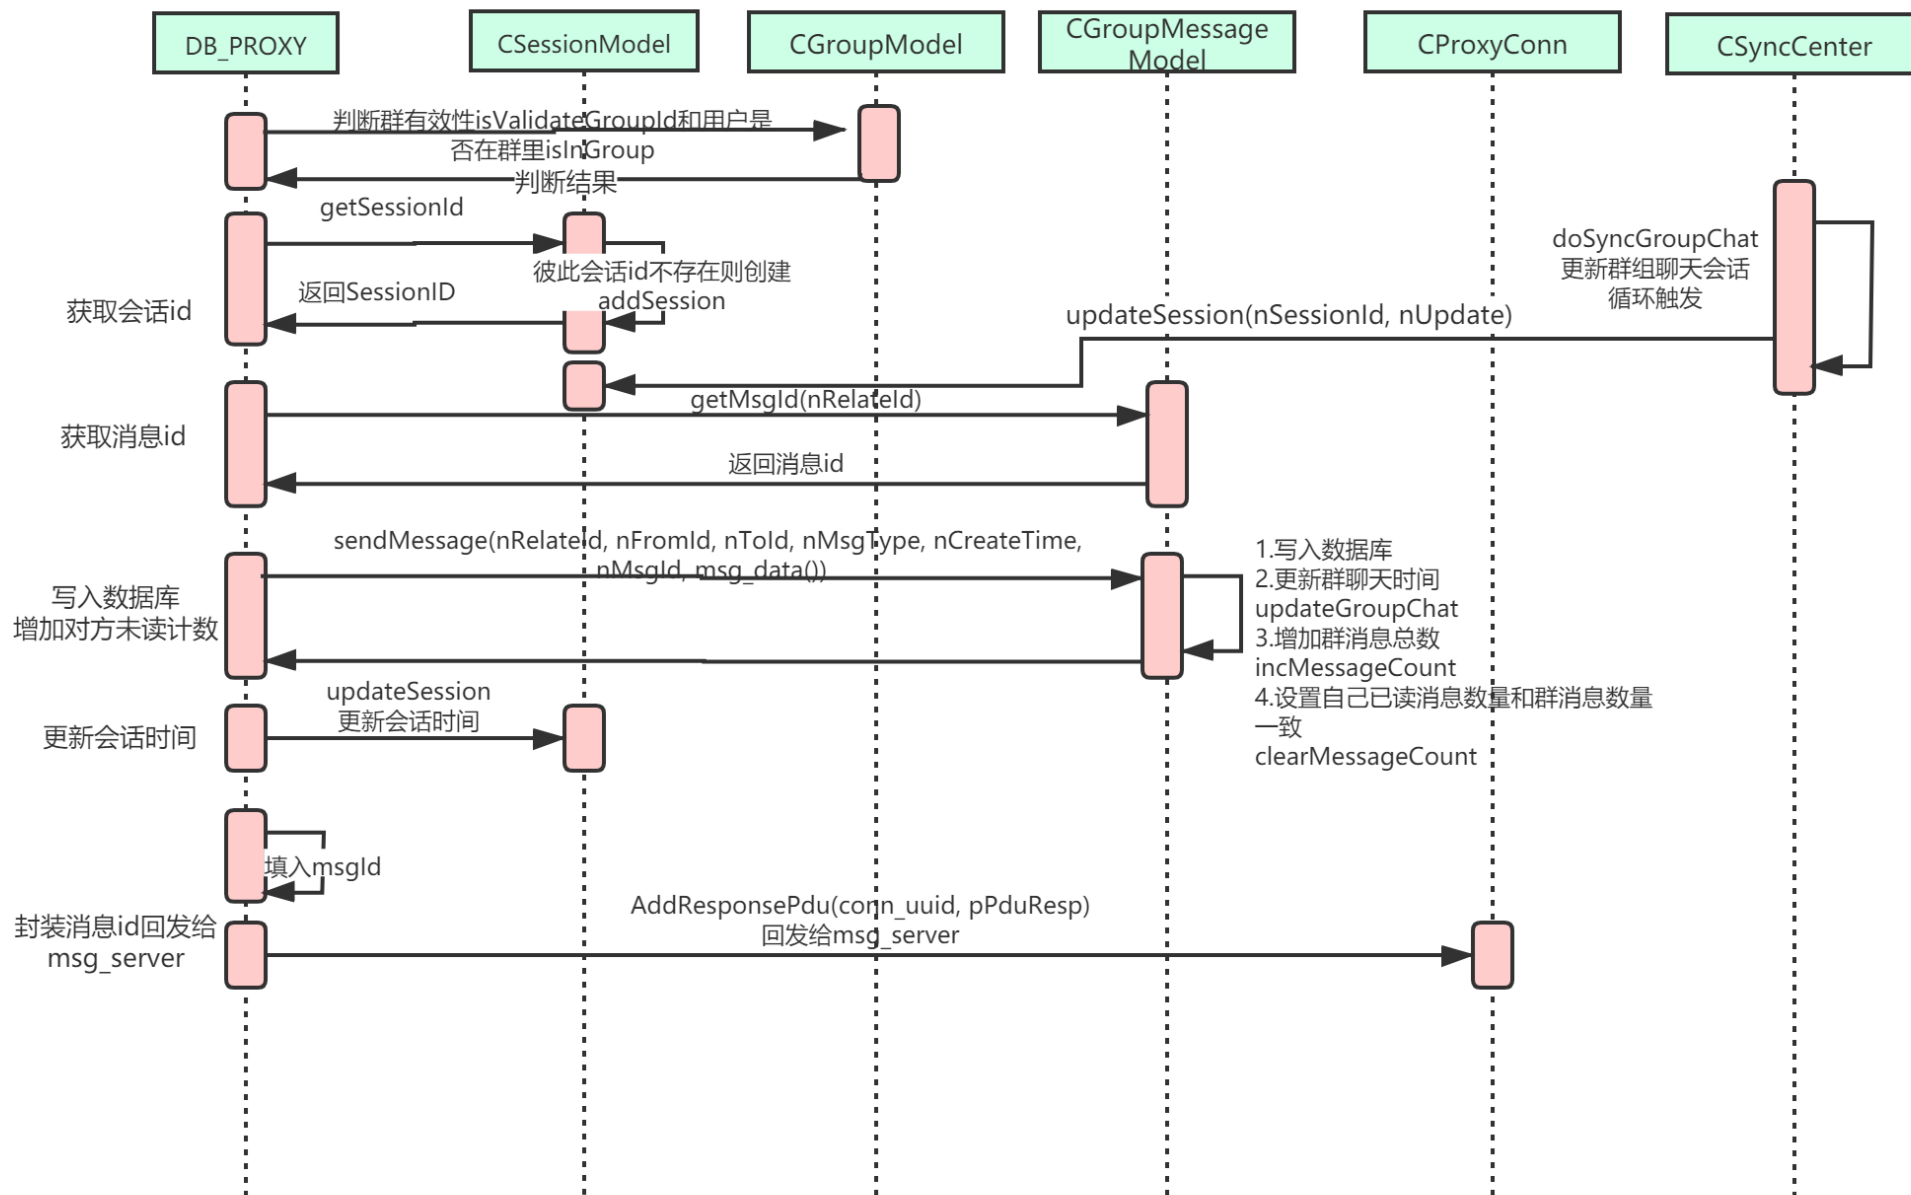 DB_PROXY
CSessionModel
CGroupModel
CGroupMessage
Model
CProxyConn
CSyncCenter
判断群有效性isValidateGroupId和用户是
否在群里isInGroup
判断结果
getSessionId
彼此会话id不存在则创建
addSession
返回SessionID
获取会话id
doSyncGroupChat
更新群组聊天会话
循环触发
updateSession(nSessionId, nUpdate)
getMsgId(nRelateId)
获取消息id
返回消息id
sendMessage(nRelateId, nFromId, nToId, nMsgType, nCreateTime,
nMsgId, msg_data())
写入数据库
增加对方未读计数
1.写入数据库
2.更新群聊天时间
updateGroupChat
3.增加群消息总数
incMessageCount
4.设置自己已读消息数量和群消息数量
一致
clearMessageCount
updateSession
更新会话时间
更新会话时间
填入msgId
封装消息id回发给
msg_server
AddResponsePdu(conn_uuid, pPduResp)
回发给msg_server